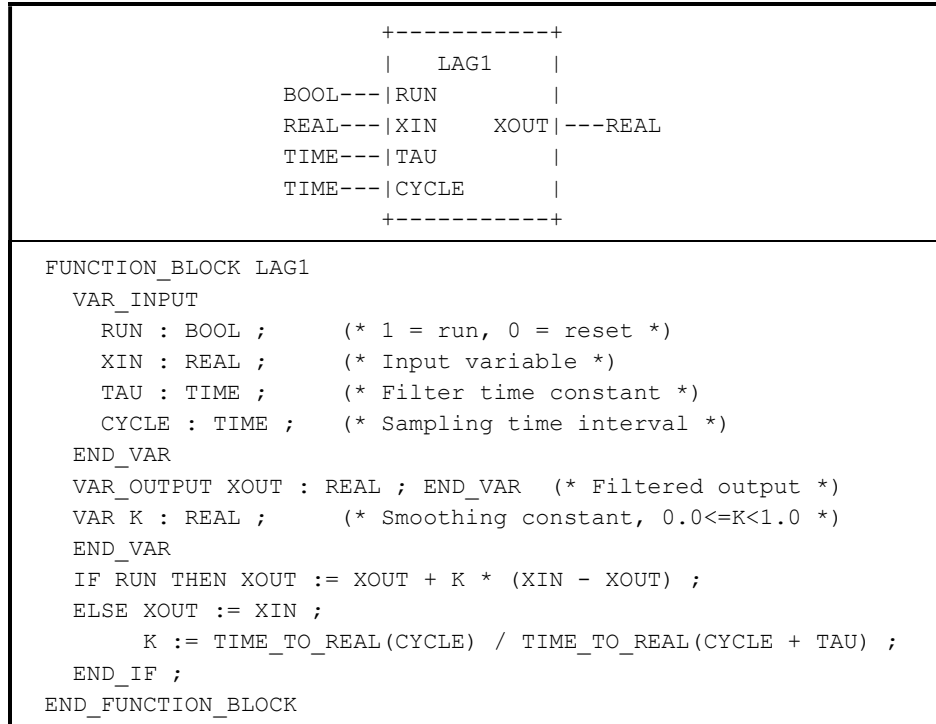 +-----------+
|    LAG1    |
BOOL---|RUN        |
REAL---|XIN    XOUT|---REAL
TIME---|TAU        |
TIME---|CYCLE      |
+-----------+
FUNCTION_BLOCK LAG1
VAR_INPUT
RUN : BOOL ;      (* 1 = run, 0 = reset *)
XIN : REAL ;      (* Input variable *)
TAU : TIME ;      (* Filter time constant *)
CYCLE : TIME ;   (* Sampling time interval *)
END_VAR
VAR_OUTPUT XOUT : REAL ; END_VAR  (* Filtered output *)
VAR K : REAL ;      (* Smoothing constant, 0.0<=K<1.0 *)
END_VAR
IF RUN THEN XOUT := XOUT + K * (XIN - XOUT) ;
ELSE XOUT := XIN ;
K := TIME_TO_REAL(CYCLE) / TIME_TO_REAL(CYCLE + TAU) ;
END_IF ;
END_FUNCTION_BLOCK